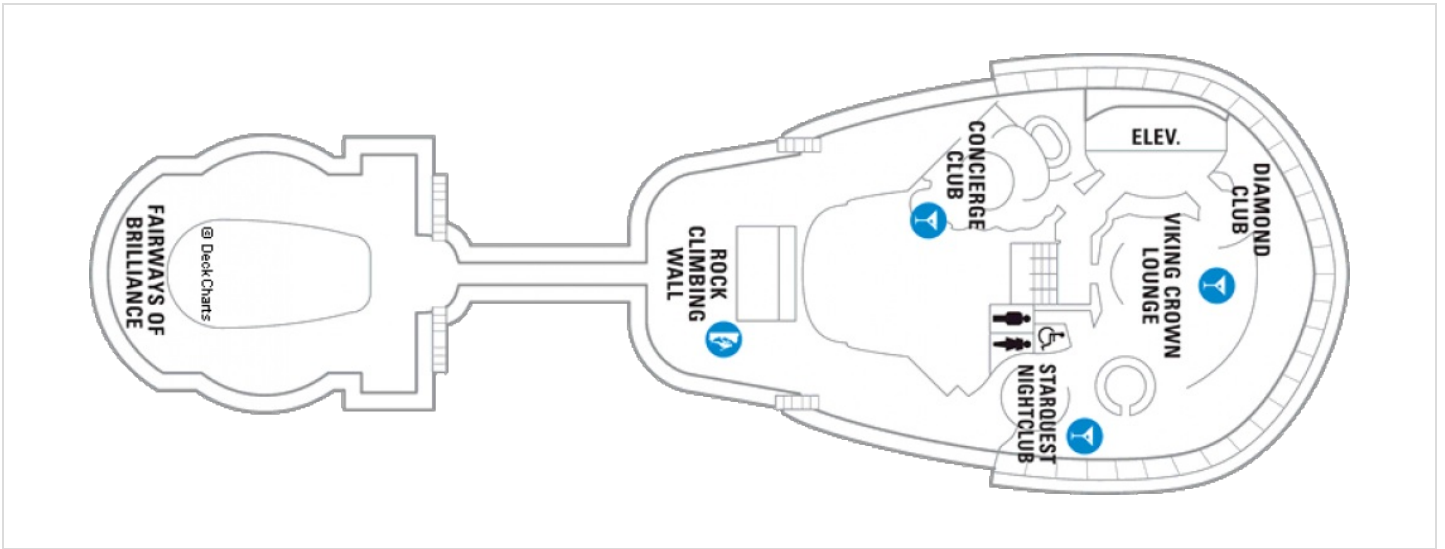 FAIRWAYS OF
BRILLIANCE
© DeckCharts
ROCK
CLIMBING
WALL
CONCIERGE
CLUB
ELEV.
DIAMOND
CLUB
VIKING CROWN
LOUNGE
STARQUEST
NIGHTCLUB